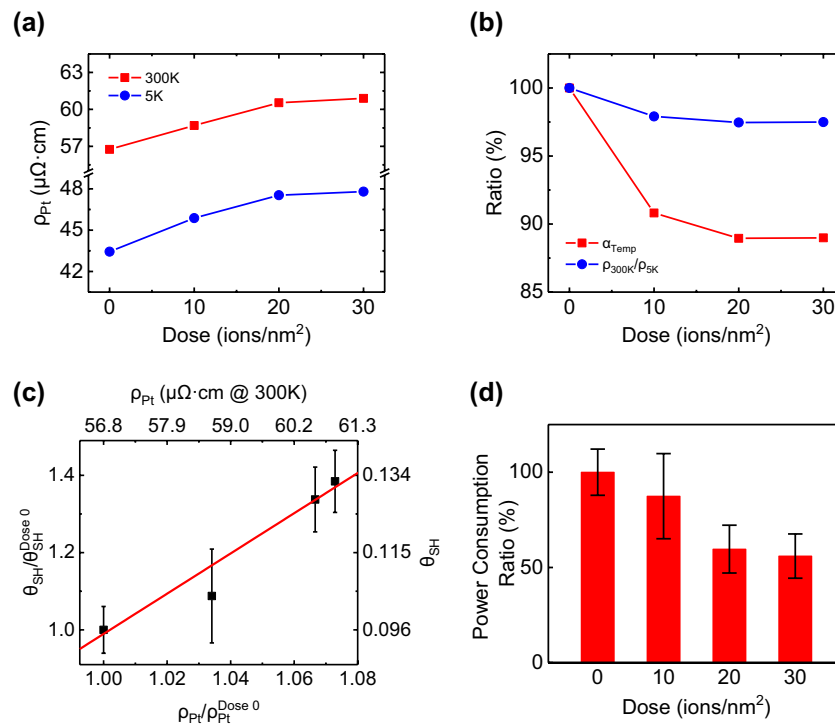 (a)
63
60
57
48
45
42
ρPt (μΩ·cm)
300K
5K
0 10 20 30
Dose (ions/nm²)
(b)
100
95
90
85
Ratio (%)
αTemp
ρ300K/ρ5K
0 10 20 30
Dose (ions/nm²)
(c)
ρPt (μΩ·cm @ 300K)
56.8 57.9 59.0 60.2 61.3
1.4
1.2
1.0
θSH/θSH^Dose 0
0.134
0.115
0.096
θSH
1.00 1.02 1.04 1.06 1.08
ρPt/ρPt^Dose 0
(d)
100
50
0
Power Consumption
Ratio (%)
0 10 20 30
Dose (ions/nm²)